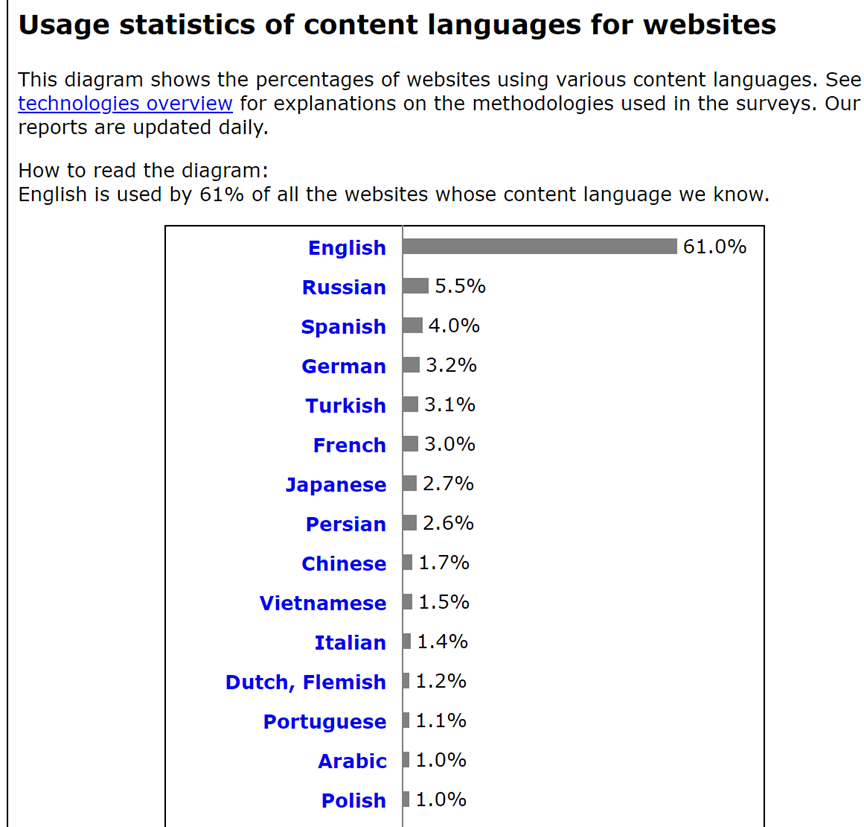 Usage statistics of content languages for websites
This diagram shows the percentages of websites using various content languages. See
technologies overview for explanations on the methodologies used in the surveys. Our
reports are updated daily.
How to read the diagram:
English is used by 61% of all the websites whose content language we know.
English 61.0%
Russian 5.5%
Spanish 4.0%
German 3.2%
Turkish 3.1%
French 3.0%
Japanese 2.7%
Persian 2.6%
Chinese 1.7%
Vietnamese 1.5%
Italian 1.4%
Dutch, Flemish 1.2%
Portuguese 1.1%
Arabic 1.0%
Polish 1.0%